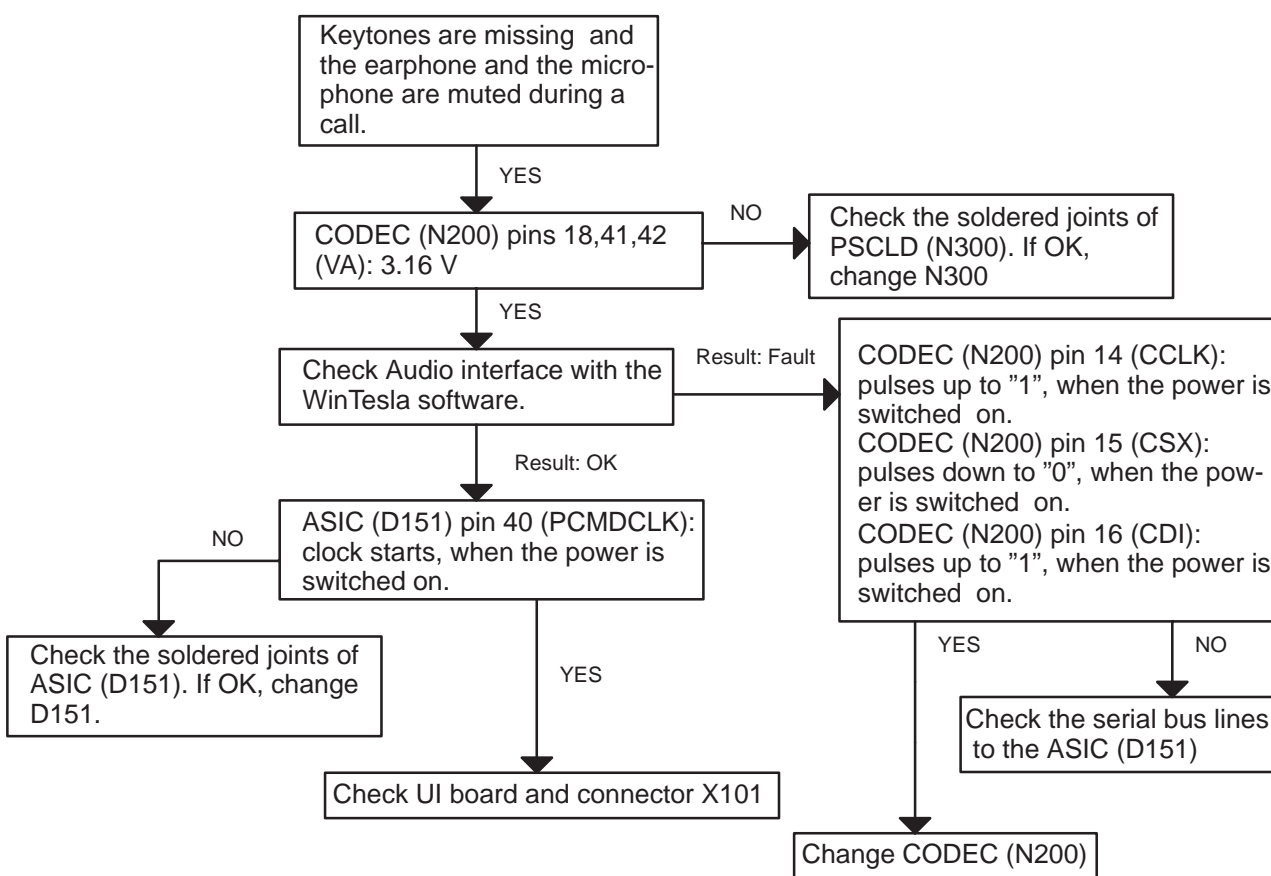 Keytones are missing and
the earphone and the micro-
phone are muted during a
call.
YES
CODEC (N200) pins 18,41,42
(VA): 3.16 V
NO
Check the soldered joints of
PSCLD (N300). If OK,
change N300
YES
Check Audio interface with the
WinTesla software.
Result: Fault
CODEC (N200) pin 14 (CCLK):
pulses up to ”1”, when the power is
switched on.
CODEC (N200) pin 15 (CSX):
pulses down to ”0”, when the pow-
er is switched on.
CODEC (N200) pin 16 (CDI):
pulses up to ”1”, when the power is
switched on.
Result: OK
ASIC (D151) pin 40 (PCMDCLK):
clock starts, when the power is
switched on.
NO
Check the soldered joints of
ASIC (D151). If OK, change
D151.
YES
Check UI board and connector X101
YES
NO
Check the serial bus lines
to the ASIC (D151)
Change CODEC (N200)